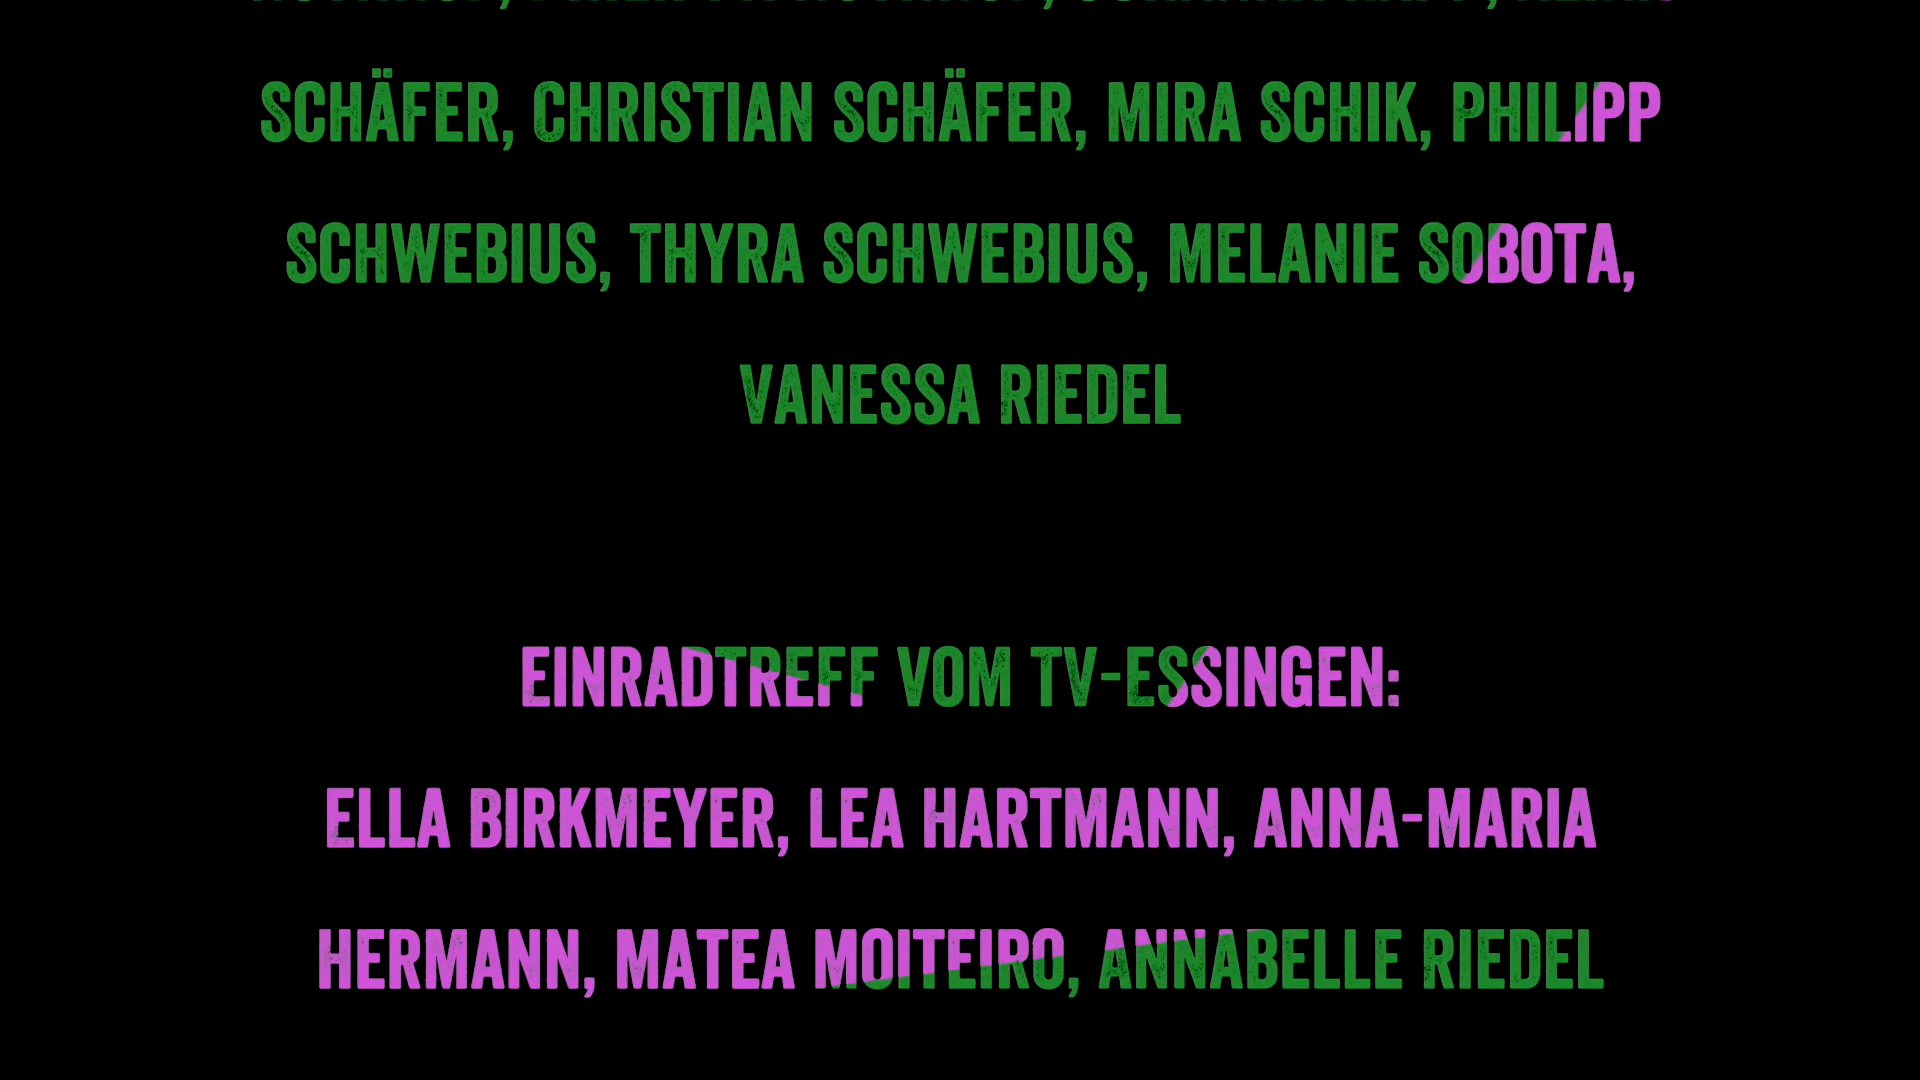 SCHÄFER, CHRISTIAN SCHÄFER, MIRA SCHIK, PHILIPP
SCHWEBIUS, THYRA SCHWEBIUS, MELANIE SOBOTA,
VANESSA RIEDEL
EINRADTREFF VOM TV-ESSINGEN:
ELLA BIRKMEYER, LEA HARTMANN, ANNA-MARIA
HERMANN, MATEA MOITEIRO, ANNABELLE RIEDEL